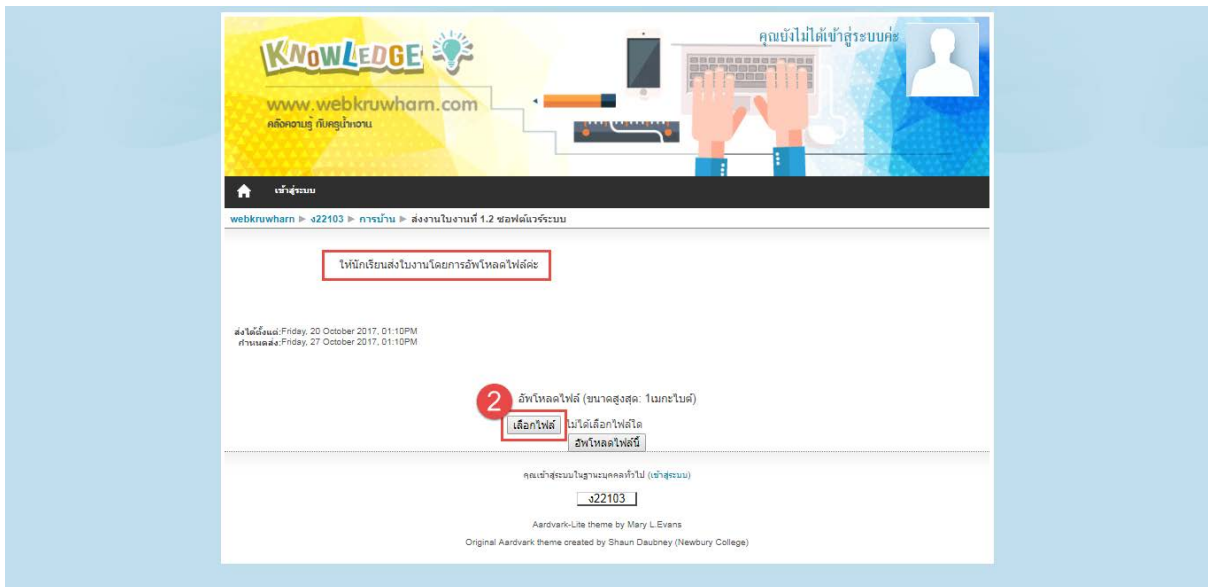 KNOWLEDGE
www.webkruwharn.com
คลังความรู้ กับครูน้ำหวาน
คุณยังไม่ได้เข้าสู่ระบบค่ะ
เข้าสู่ระบบ
webkruwharn ► ง22103 ► การบ้าน ► ส่งงานใบงานที่ 1.2 ซอฟต์แวร์ระบบ
ให้นักเรียนส่งใบงานโดยการอัพโหลดไฟล์ค่ะ
ส่งได้ตั้งแต่:Friday, 20 October 2017, 01:10PM
กำหนดส่ง:Friday, 27 October 2017, 01:10PM
2
อัพโหลดไฟล์ (ขนาดสูงสุด: 1เมกะไบต์)
เลือกไฟล์ ไม่ได้เลือกไฟล์ใด
อัพโหลดไฟล์นี้
คุณเข้าสู่ระบบในฐานะบุคคลทั่วไป (เข้าสู่ระบบ)
ง22103
Aardvark-Lite theme by Mary L.Evans
Original Aardvark theme created by Shaun Daubney (Newbury College)